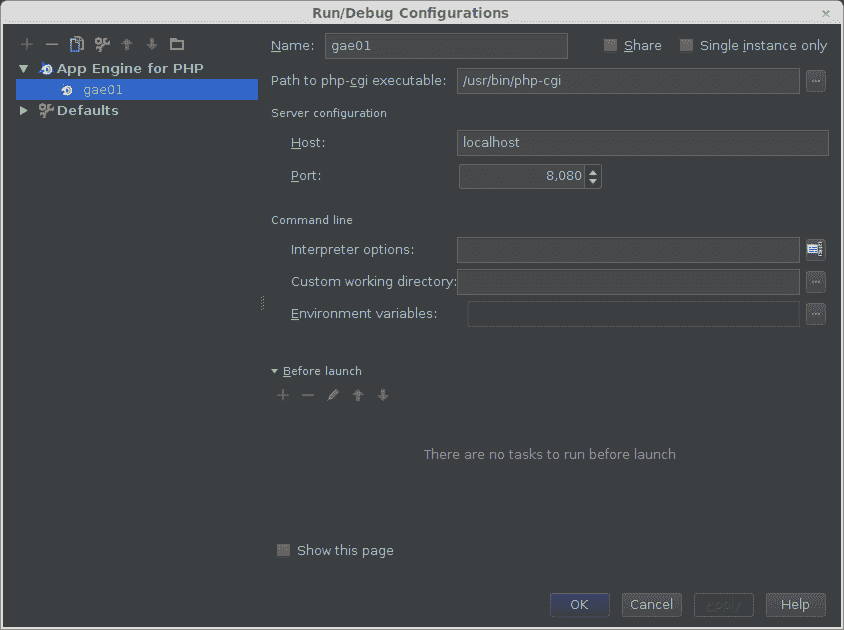 Run/Debug Configurations
Name: gae01 Share Single instance only
App Engine for PHP
gae01
Defaults
Path to php-cgi executable: /usr/bin/php-cgi ...
Server configuration
Host: localhost
Port: 8,080
Command line
Interpreter options:
Custom working directory: ...
Environment variables: ...
Before launch
There are no tasks to run before launch
Show this page
OK Cancel Apply Help